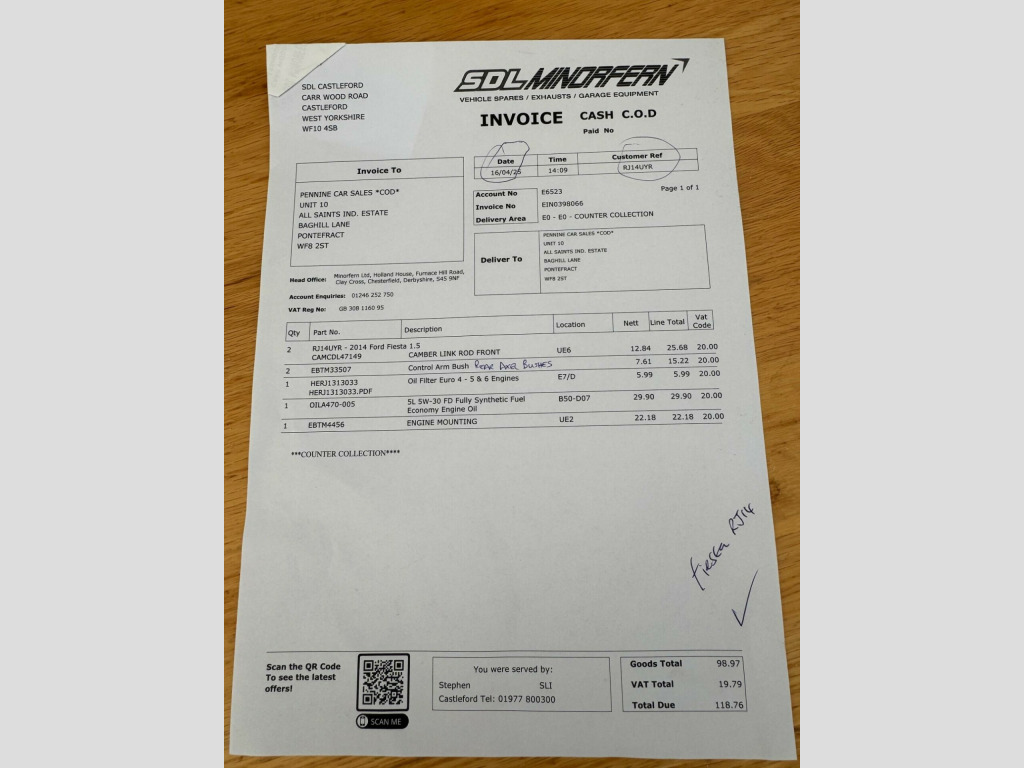 SDL CASTLEFORD
CARR WOOD ROAD
CASTLEFORD
WEST YORKSHIRE
WF10 4SB
SDL MINORFERN
VEHICLE SPARES / EXHAUSTS / GARAGE EQUIPMENT
INVOICE CASH C.O.D
Paid No
Invoice To
PENNINE CAR SALES *COD*
UNIT 10
ALL SAINTS IND. ESTATE
BAGHILL LANE
PONTEFRACT
WF8 2ST
Date Time Customer Ref
16/04/25 14:09 RJ14UYR
Account No E6523 Page 1 of 1
Invoice No EIN0398066
Delivery Area E0 - E0 - COUNTER COLLECTION
Deliver To
PENNINE CAR SALES *COD*
UNIT 10
ALL SAINTS IND. ESTATE
BAGHILL LANE
PONTEFRACT
WF8 2ST
Head Office: Minorfern Ltd, Holland House, Furnace Hill Road,
Clay Cross, Chesterfield, Derbyshire, S45 9NF
Account Enquiries: 01246 252 750
VAT Reg No: GB 308 1160 95
Qty Part No. Description Location Nett Line Total Vat Code
2 RJ14UYR - 2014 Ford Fiesta 1.5
CAMCDL47149 CAMBER LINK ROD FRONT UE6 12.84 25.68 20.00
2 EBTM33507 Control Arm Bush Rear Axel Bushes 7.61 15.22 20.00
1 HERJ1313033 Oil Filter Euro 4 - 5 & 6 Engines E7/D 5.99 5.99 20.00
HERJ1313033.PDF
1 OILA470-005 5L 5W-30 FD Fully Synthetic Fuel B50-D07 29.90 29.90 20.00
Economy Engine Oil
1 EBTM4456 ENGINE MOUNTING UE2 22.18 22.18 20.00
***COUNTER COLLECTION****
fiesta RJ14
Scan the QR Code
To see the latest
offers!
SCAN ME
You were served by:
Stephen SLI
Castleford Tel: 01977 800300
Goods Total 98.97
VAT Total 19.79
Total Due 118.76